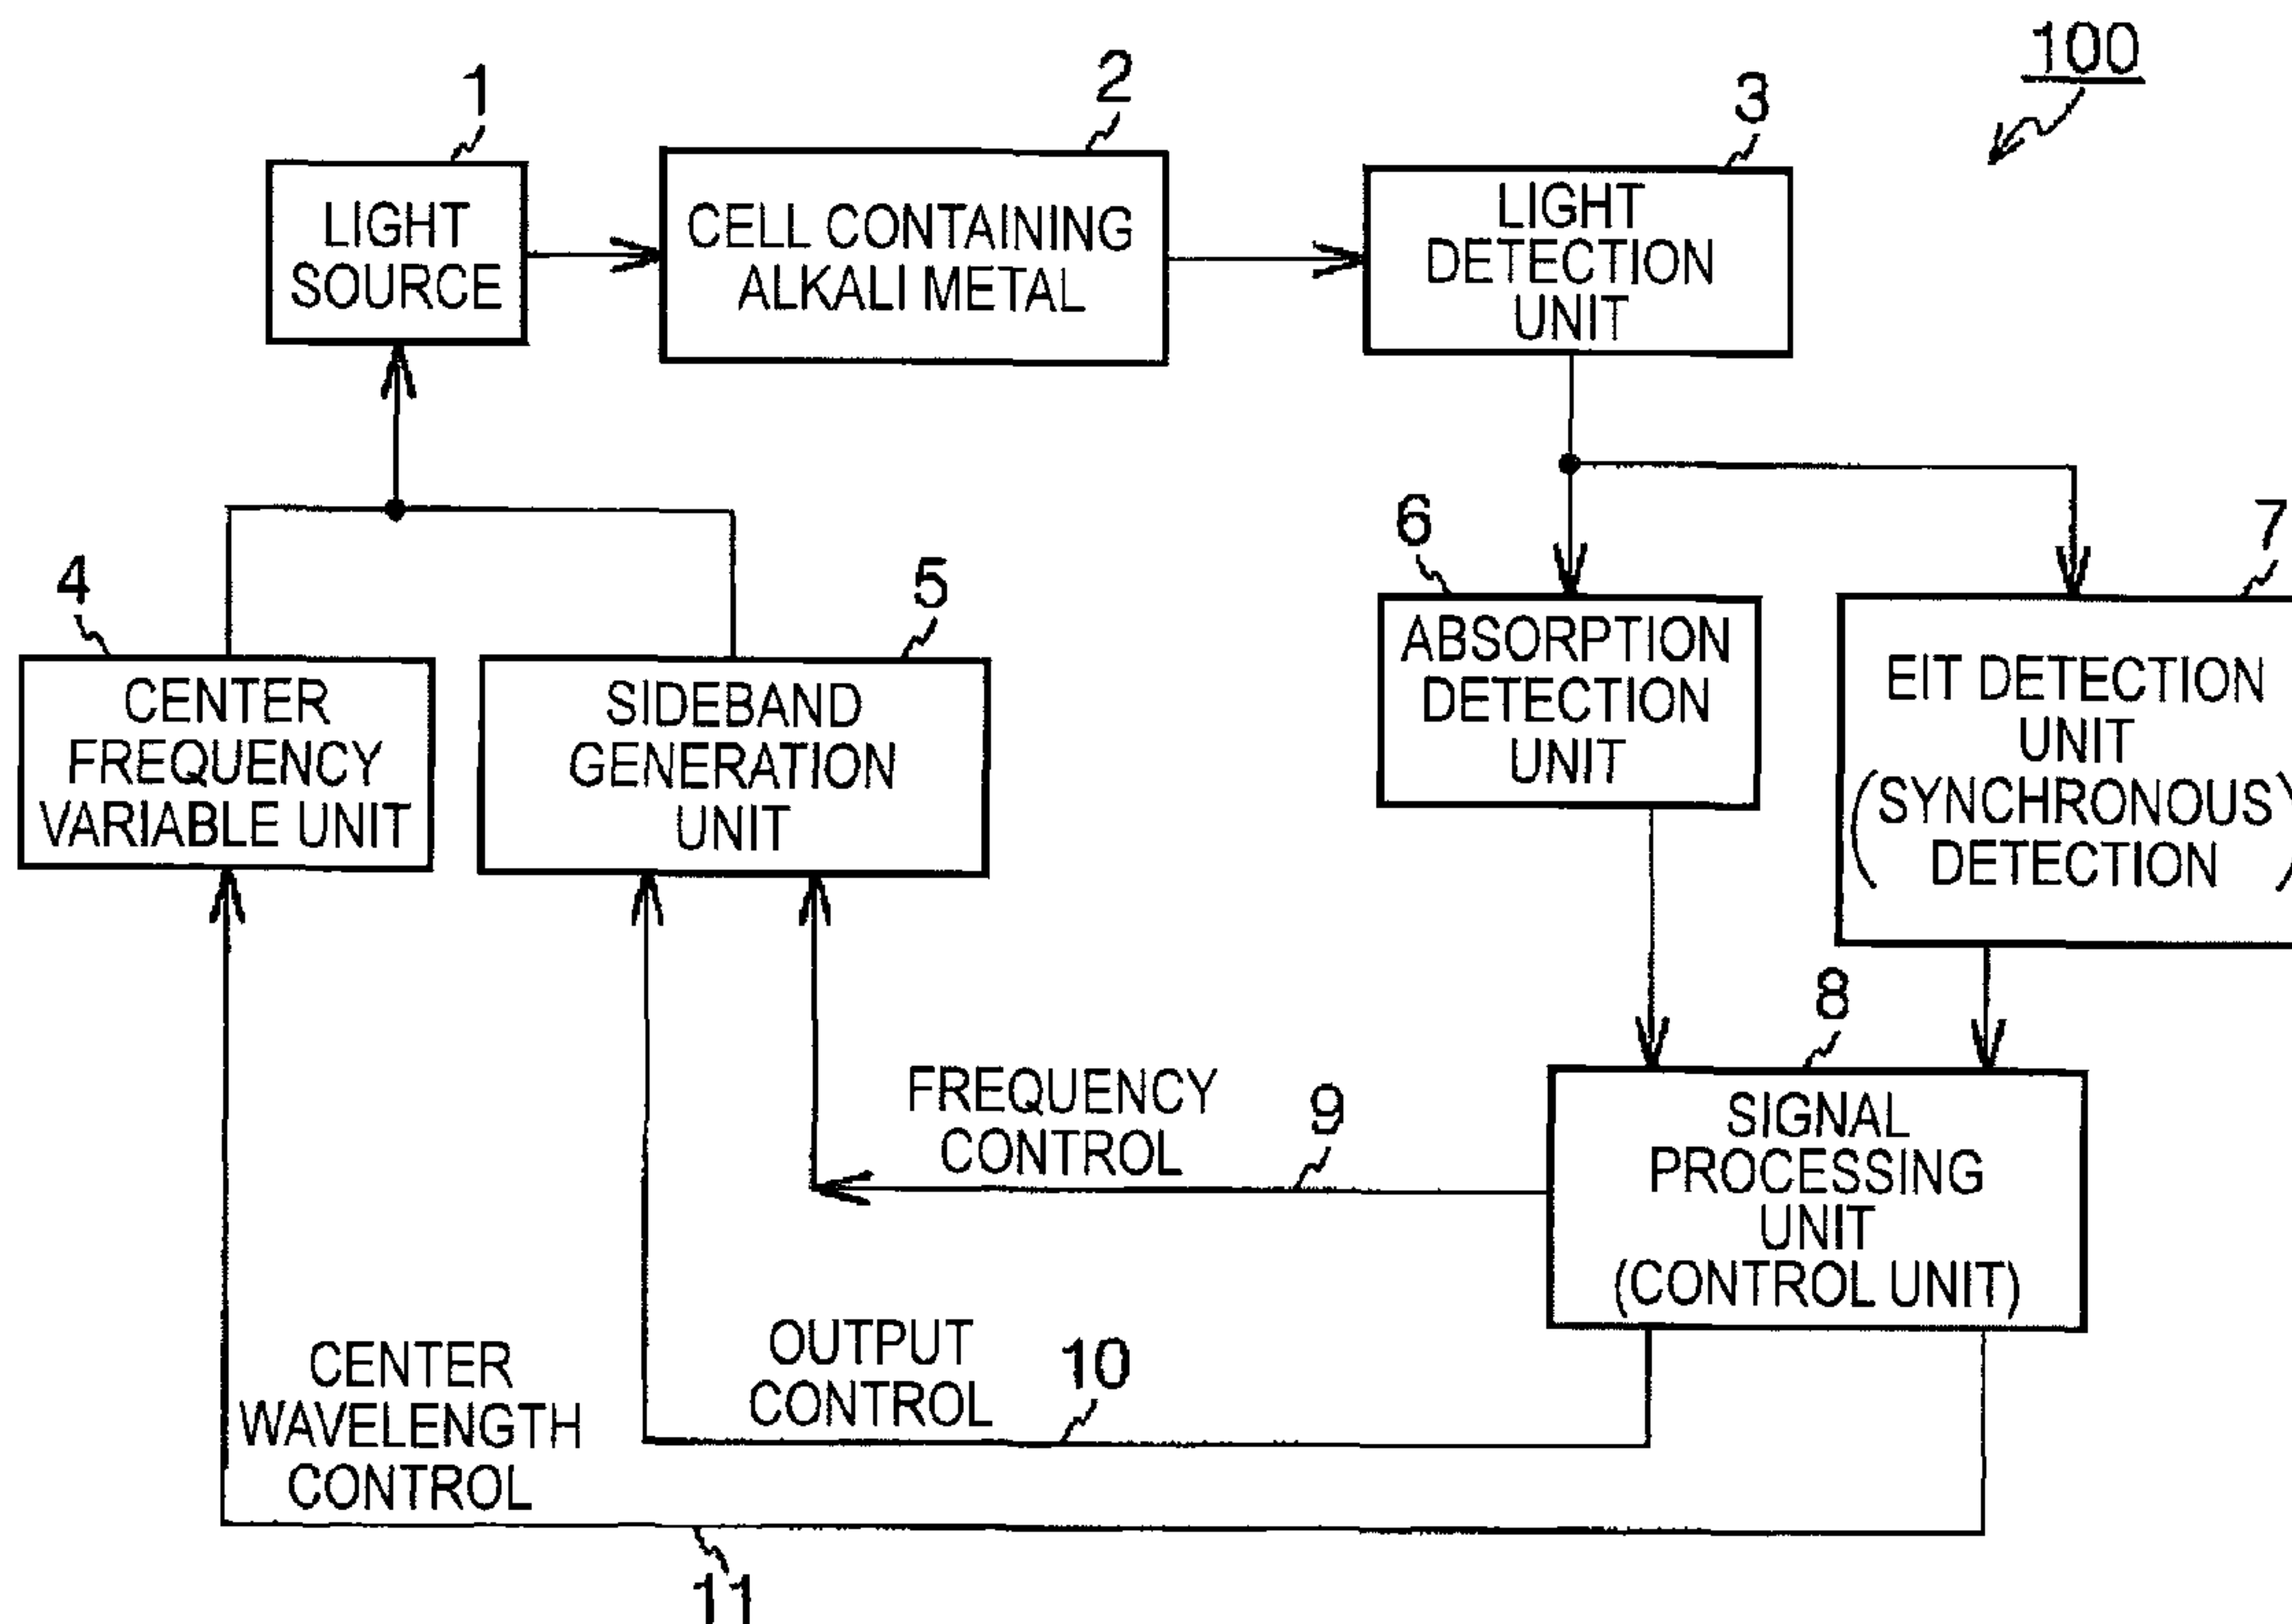 100
1
2
3
LIGHT
SOURCE
CELL CONTAINING
ALKALI METAL
LIGHT
DETECTION
UNIT
4
5
6
7
CENTER
FREQUENCY
VARIABLE UNIT
SIDEBAND
GENERATION
UNIT
ABSORPTION
DETECTION
UNIT
EIT DETECTION
UNIT
(SYNCHRONOUS
DETECTION)
8
SIGNAL
PROCESSING
UNIT
(CONTROL UNIT)
FREQUENCY
CONTROL
9
OUTPUT
CONTROL
10
CENTER
WAVELENGTH
CONTROL
11